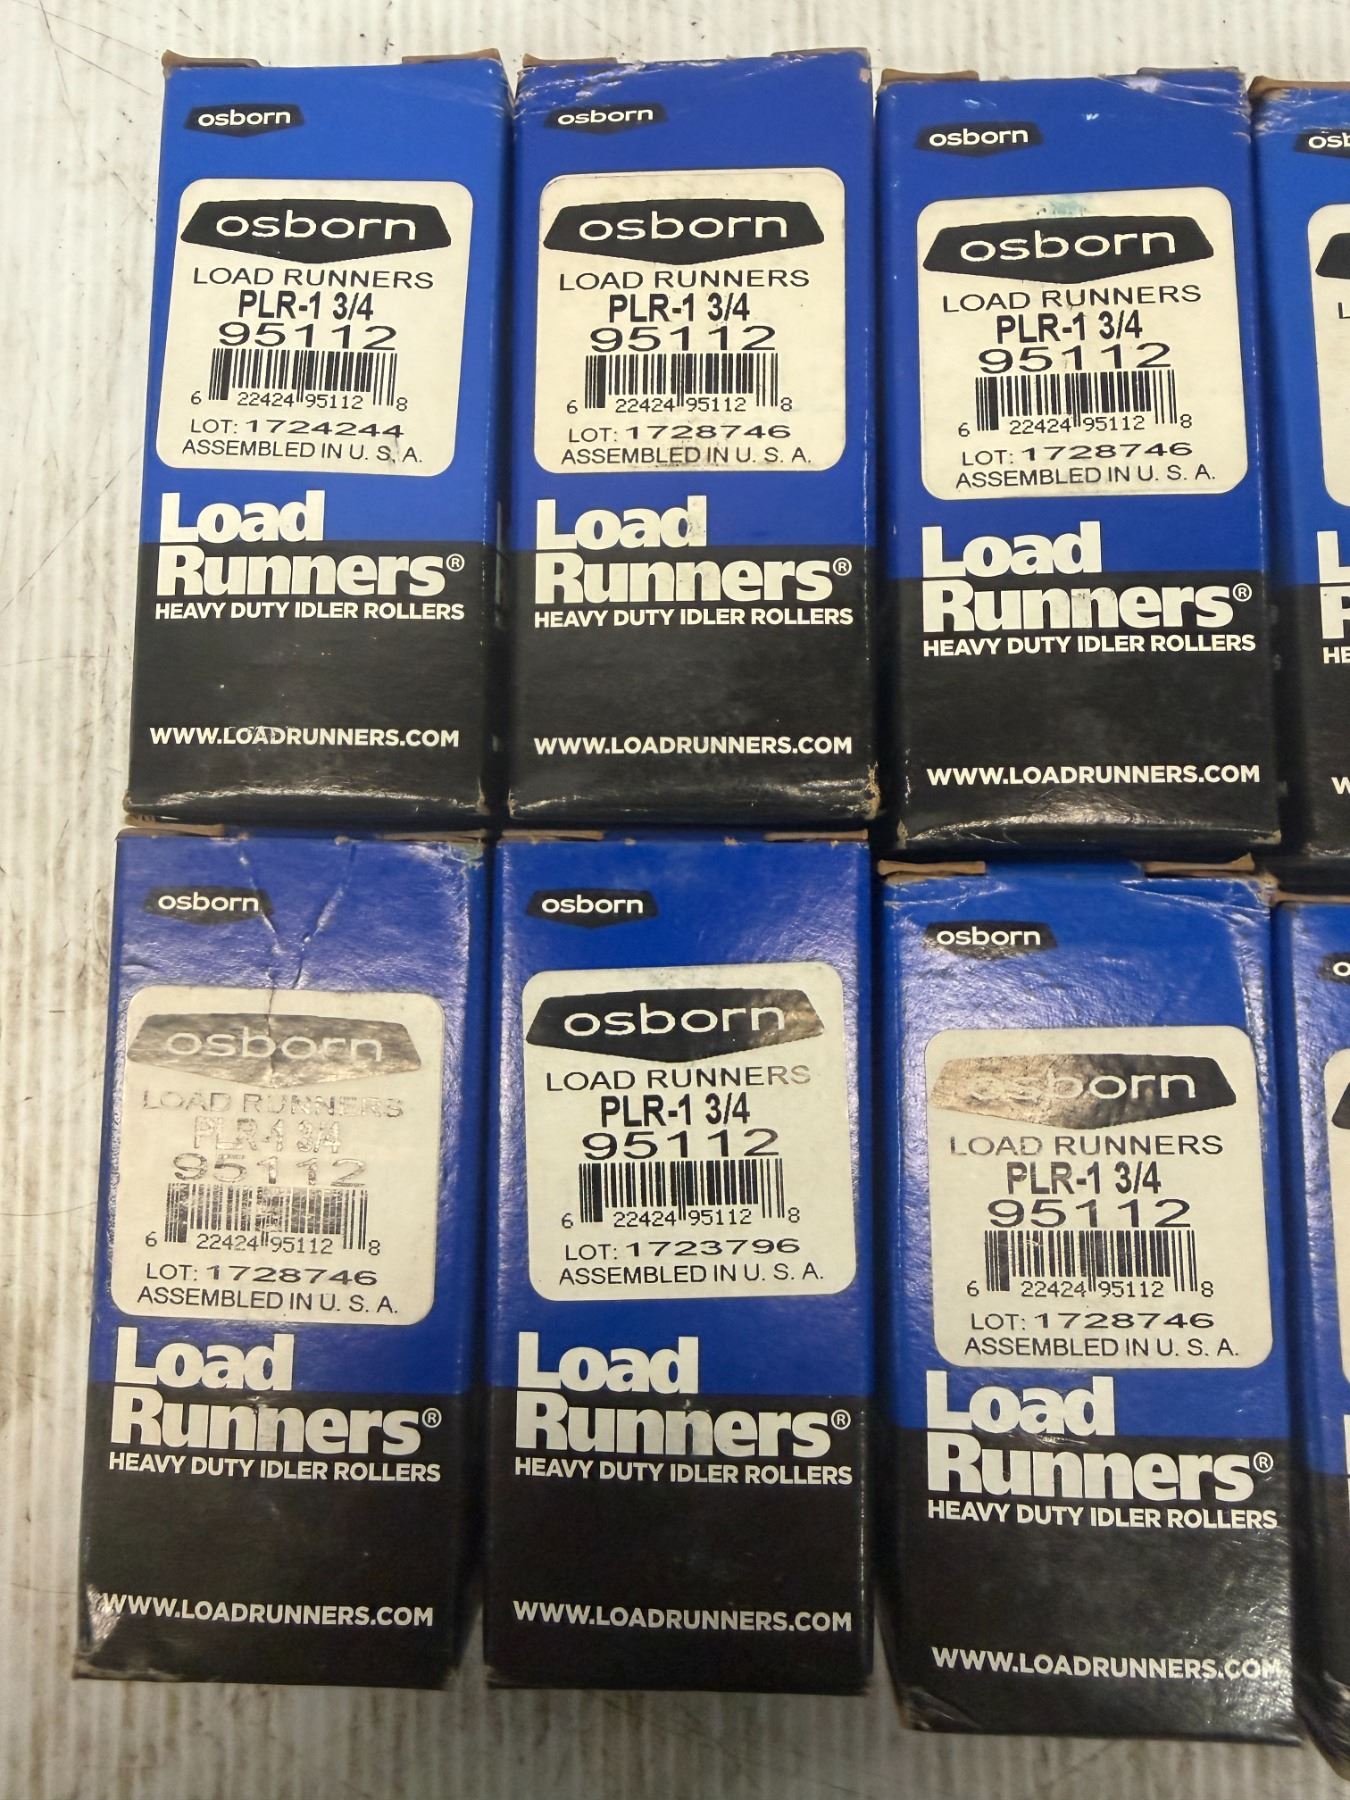 osborn
osborn
LOAD RUNNERS
PLR-1 3/4
95112
6 22424 95112 8
LOT: 1724244
ASSEMBLED IN U. S. A.
Load
Runners®
HEAVY DUTY IDLER ROLLERS
WWW.LOADRUNNERS.COM
osborn
osborn
LOAD RUNNERS
PLR-1 3/4
95112
6 22424 95112 8
LOT: 1728746
ASSEMBLED IN U. S. A.
Load
Runners®
HEAVY DUTY IDLER ROLLERS
WWW.LOADRUNNERS.COM
osborn
osborn
LOAD RUNNERS
PLR-1 3/4
95112
6 22424 95112 8
LOT: 1728746
ASSEMBLED IN U. S. A.
Load
Runners®
HEAVY DUTY IDLER ROLLERS
WWW.LOADRUNNERS.COM
osborn
osborn
LOAD RUNNERS
PLR-1 3/4
95112
6 22424 95112 8
LOT: 1728746
ASSEMBLED IN U. S. A.
Load
Runners®
HEAVY DUTY IDLER ROLLERS
WWW.LOADRUNNERS.COM
osborn
osborn
LOAD RUNNERS
PLR-1 3/4
95112
6 22424 95112 8
LOT: 1723796
ASSEMBLED IN U. S. A.
Load
Runners®
HEAVY DUTY IDLER ROLLERS
WWW.LOADRUNNERS.COM
osborn
osborn
LOAD RUNNERS
PLR-1 3/4
95112
6 22424 95112 8
LOT: 1728746
ASSEMBLED IN U. S. A.
Load
Runners®
HEAVY DUTY IDLER ROLLERS
WWW.LOADRUNNERS.COM